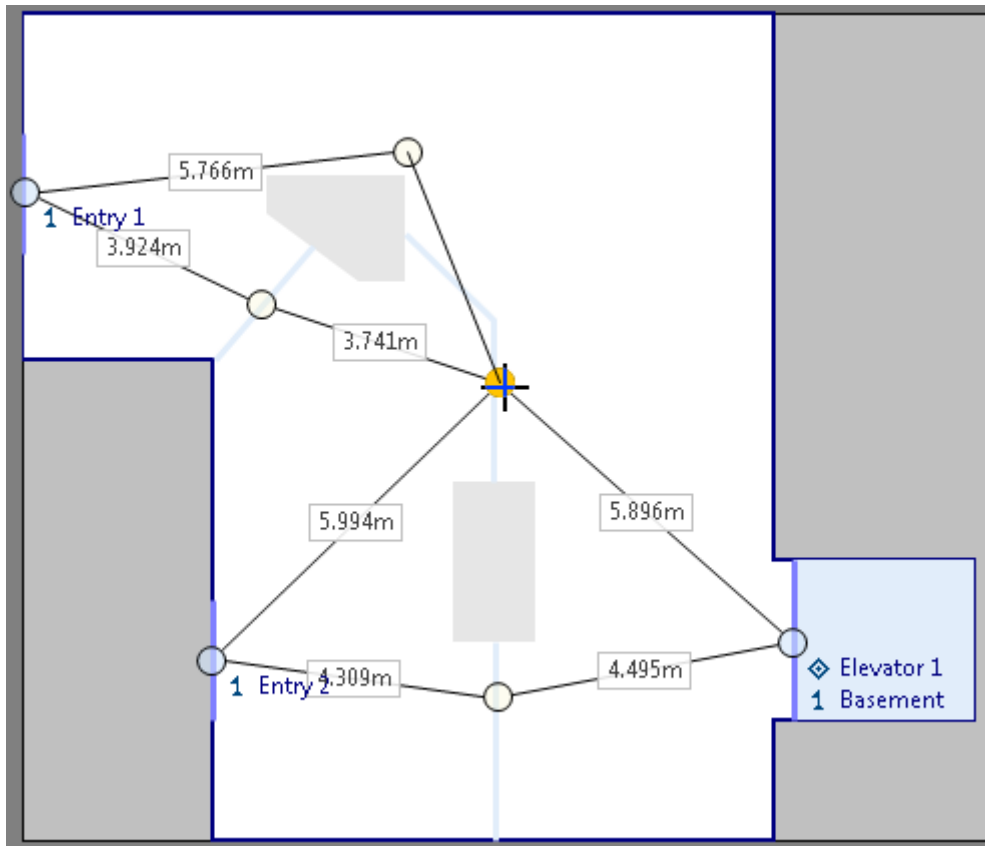 5.766m
1 Entry 1
3.924m
3.741m
5.994m
5.896m
4.309m
1 Entry 2
4.495m
Elevator 1
1 Basement